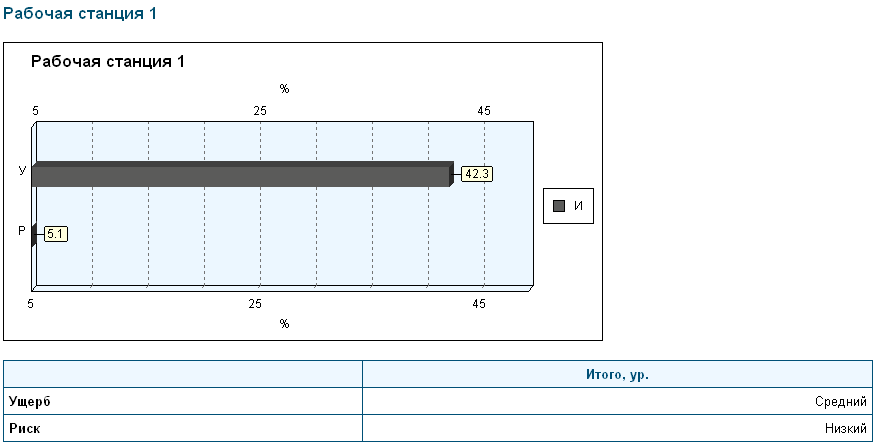 Рабочая станция 1
Рабочая станция 1
%
5 25 45
У 42.3
И
Р 5.1
5 25 45
%
Итого, ур.
Ущерб Средний
Риск Низкий